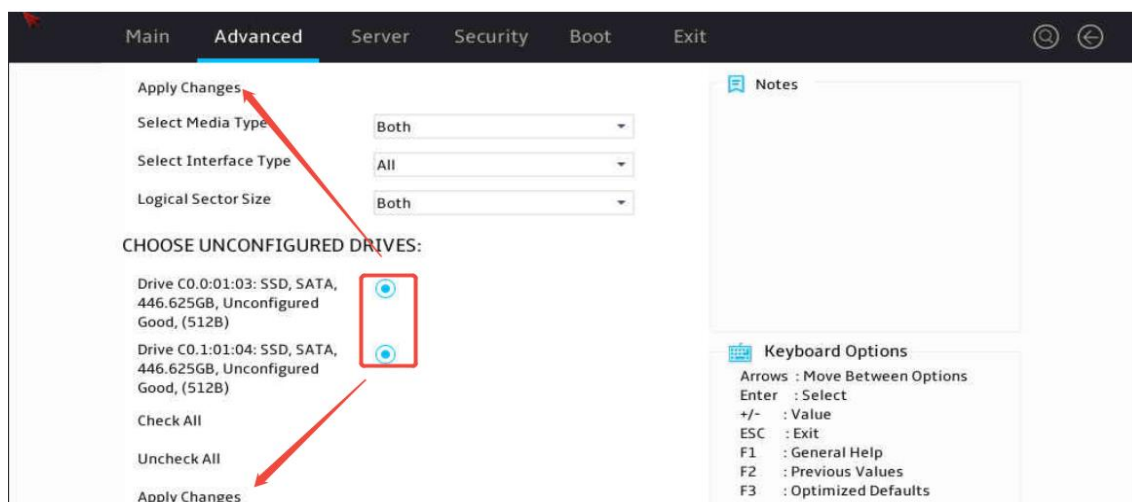 Main Advanced Server Security Boot Exit
Apply Changes
Select Media Type Both
Select Interface Type All
Logical Sector Size Both
CHOOSE UNCONFIGURED DRIVES:
Drive C0.0:01:03: SSD, SATA,
446.625GB, Unconfigured
Good, (512B)
Drive C0.1:01:04: SSD, SATA,
446.625GB, Unconfigured
Good, (512B)
Check All
Uncheck All
Apply Changes
Notes
Keyboard Options
Arrows : Move Between Options
Enter : Select
+/- : Value
ESC : Exit
F1 : General Help
F2 : Previous Values
F3 : Optimized Defaults